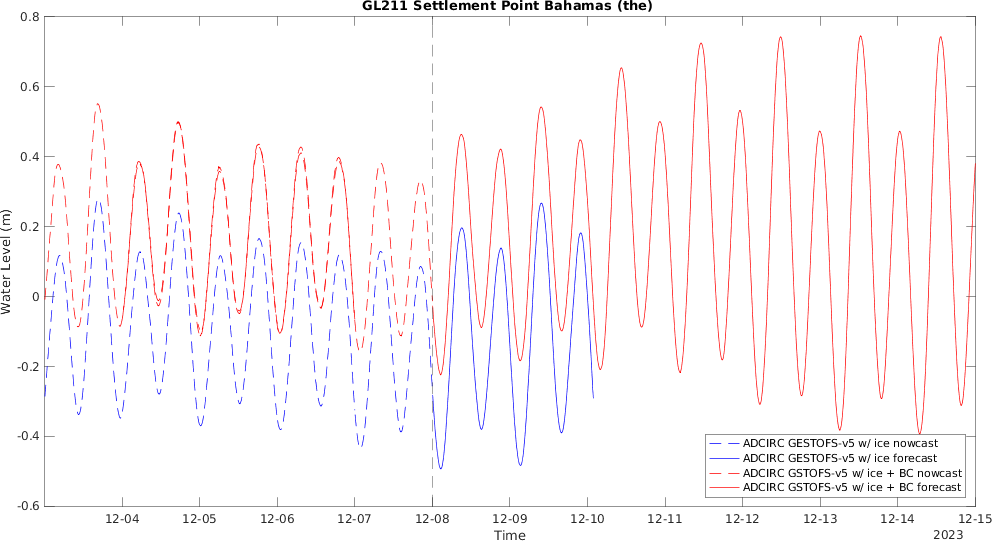 GL211 Settlement Point Bahamas (the)
Water Level (m)
0.8
0.6
0.4
0.2
0
-0.2
-0.4
-0.6
12-04 12-05 12-06 12-07 12-08 12-09 12-10 12-11 12-12 12-13 12-14 12-15
Time
2023
ADCIRC GESTOFS-v5 w/ ice nowcast
ADCIRC GESTOFS-v5 w/ ice forecast
ADCIRC GSTOFS-v5 w/ ice + BC nowcast
ADCIRC GSTOFS-v5 w/ ice + BC forecast